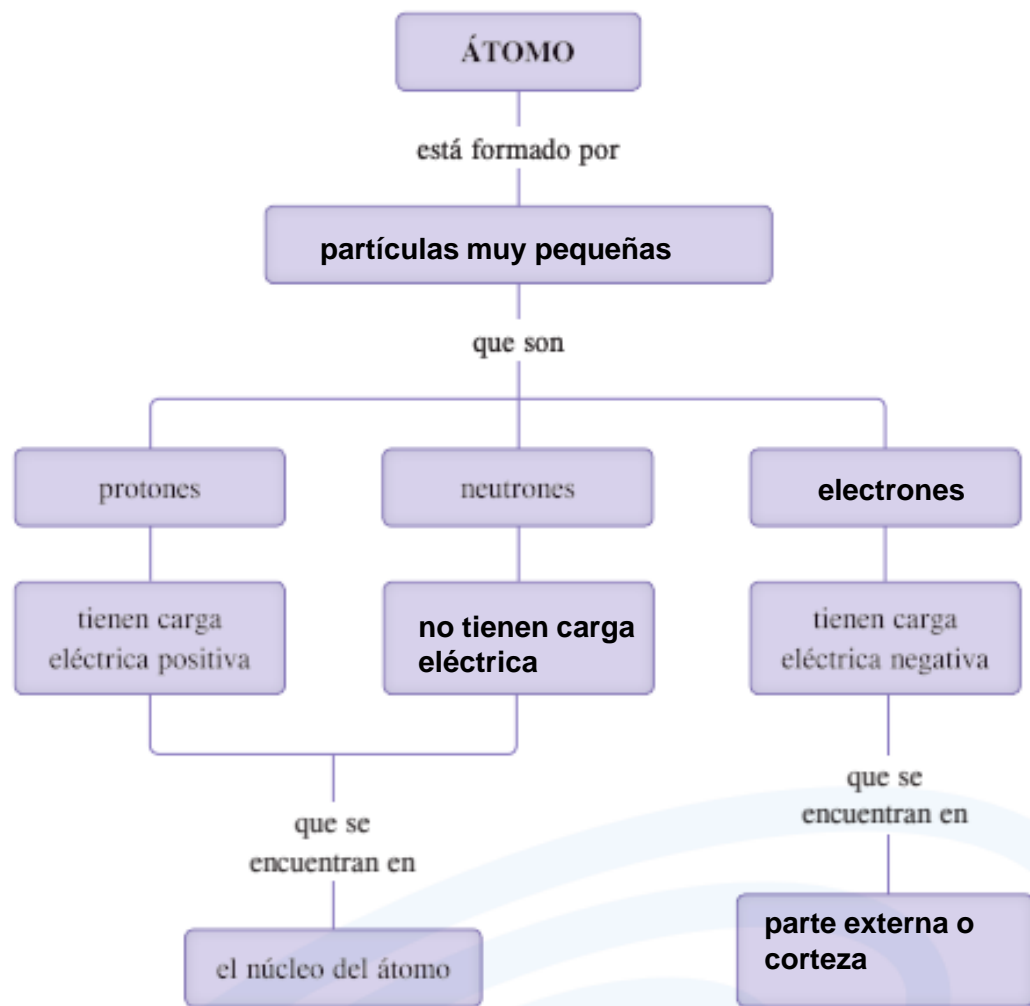 ÁTOMO
está formado por
partículas muy pequeñas
que son
protones
neutrones
electrones
tienen carga
eléctrica positiva
no tienen carga
eléctrica
tienen carga
eléctrica negativa
que se
encuentran en
que se
encuentran en
el núcleo del átomo
parte externa o
corteza